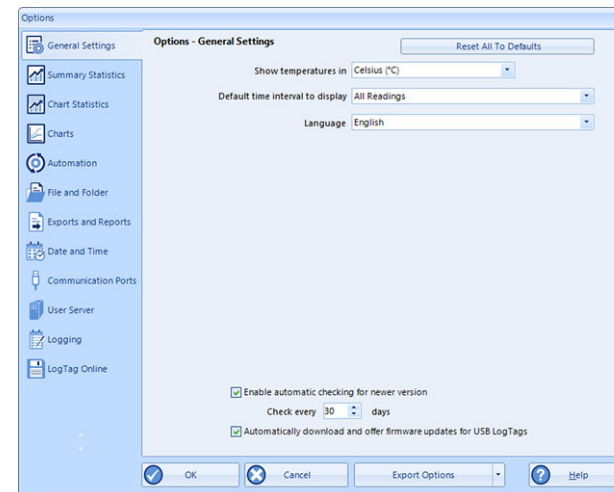 Options
General Settings
Summary Statistics
Chart Statistics
Charts
Automation
File and Folder
Exports and Reports
Date and Time
Communication Ports
User Server
Logging
LogTag Online
Options - General Settings
Reset All To Defaults
Show temperatures in Celsius (°C)
Default time interval to display All Readings
Language English
Enable automatic checking for newer version
Check every 30 days
Automatically download and offer firmware updates for USB LogTags
OK Cancel Export Options Help